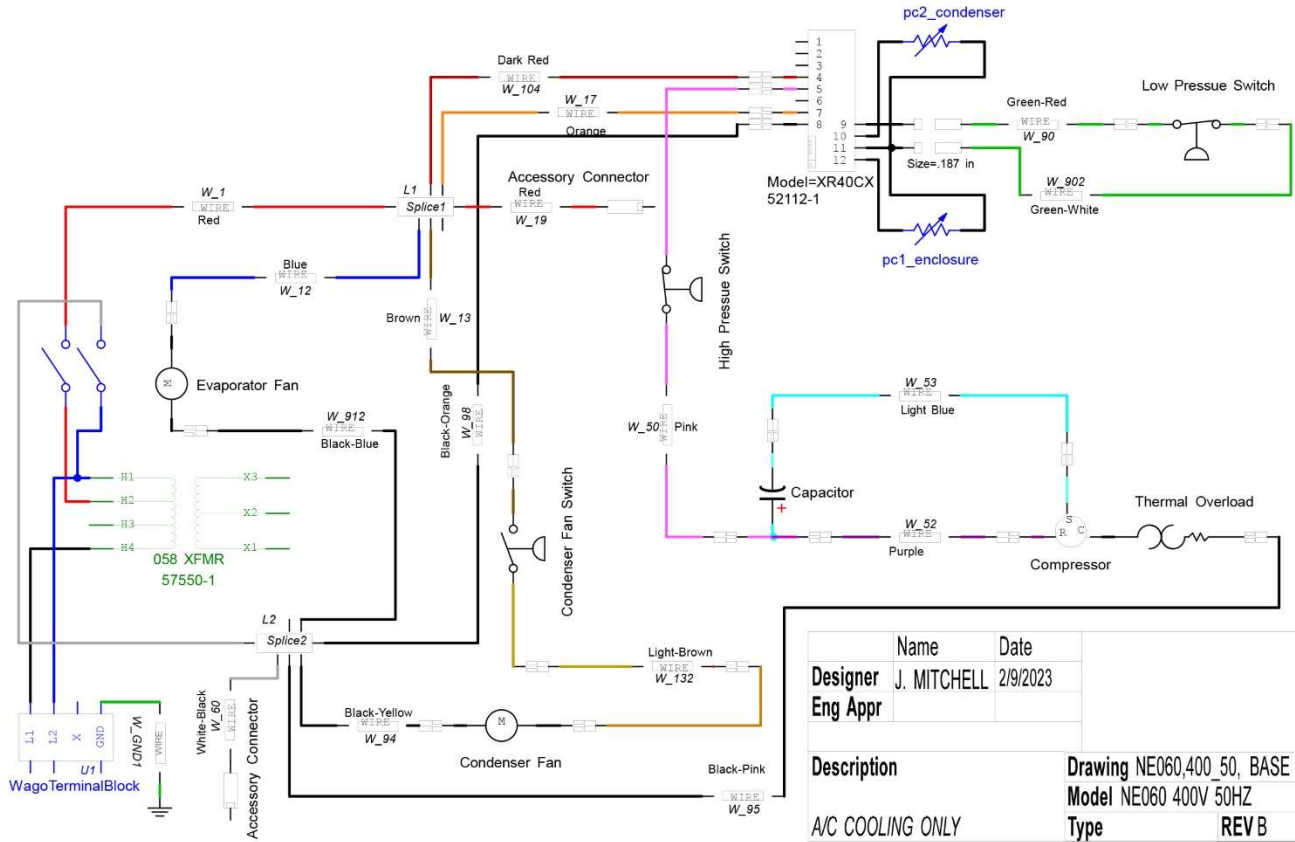 pc2_condenser
1
2
3
4
5
6
7
8
9
10
11
12
Dark Red
WIRE
W_104
W_17
WIRE
Orange
Green-Red
WIRE
W_90
Low Pressue Switch
Size=.187 in
W_902
WIRE
Green-White
Model=XR40CX
52112-1
pc1_enclosure
W_1
WIRE
Red
L1
Splice1
Accessory Connector
Red
WIRE
W_19
Blue
WIRE
W_12
Brown
WIRE
W_13
High Pressue Switch
M
Evaporator Fan
W_912
WIRE
Black-Blue
Black-Orange
W_98
WIRE
W_50
WIRE
Pink
W_53
WIRE
Light Blue
Capacitor
+
W_52
WIRE
Purple
S
R
C
Compressor
Thermal Overload
H1
H2
H3
H4
X3
X2
X1
058 XFMR
57550-1
Condenser Fan Switch
L2
Splice2
Light-Brown
WIRE
W_132
White-Black
W_60
WIRE
Accessory Connector
Black-Yellow
WIRE
W_94
M
Condenser Fan
Black-Pink
WIRE
W_95
L1
L2
X
GND
U1
WagoTerminalBlock
W_GND1
WIRE
Name Date
Designer J. MITCHELL 2/9/2023
Eng Appr
Description
Drawing NE060,400_50, BASE
Model NE060 400V 50HZ
A/C COOLING ONLY
Type REV B